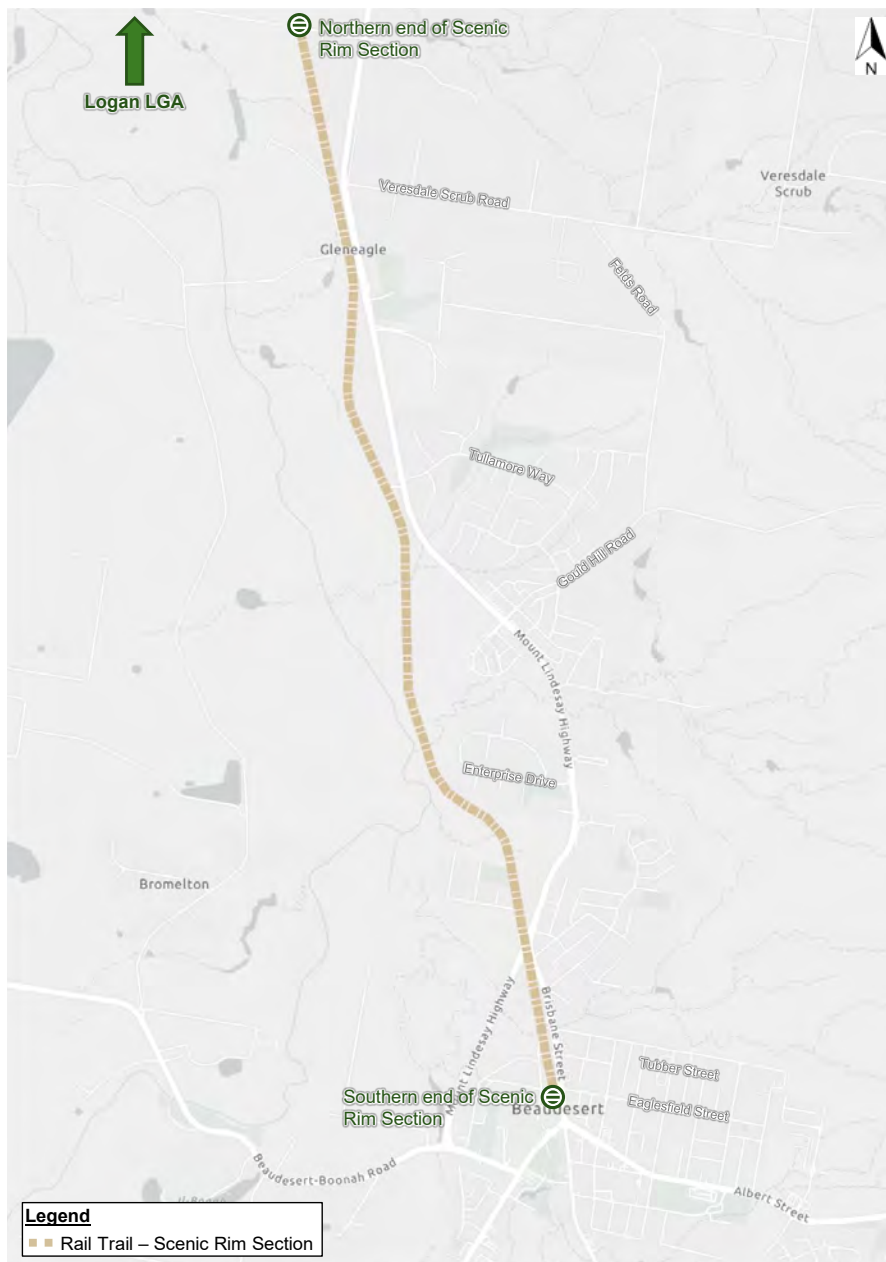 Northern end of Scenic
Rim Section
N
Logan LGA
Veresdale
Scrub
Veresdale Scrub Road
Gleneagle
Feids Road
Tullamore Way
Gould Hill Road
Mount Lindesay Highway
Enterprise Drive
Bromelton
Mount Lindesay Highway
Brisbane Street
Tubber Street
Southern end of Scenic
Rim Section
Beaudesert
Eaglesfield Street
Beaudesert-Boonah Road
Albert Street
Legend
Rail Trail – Scenic Rim Section